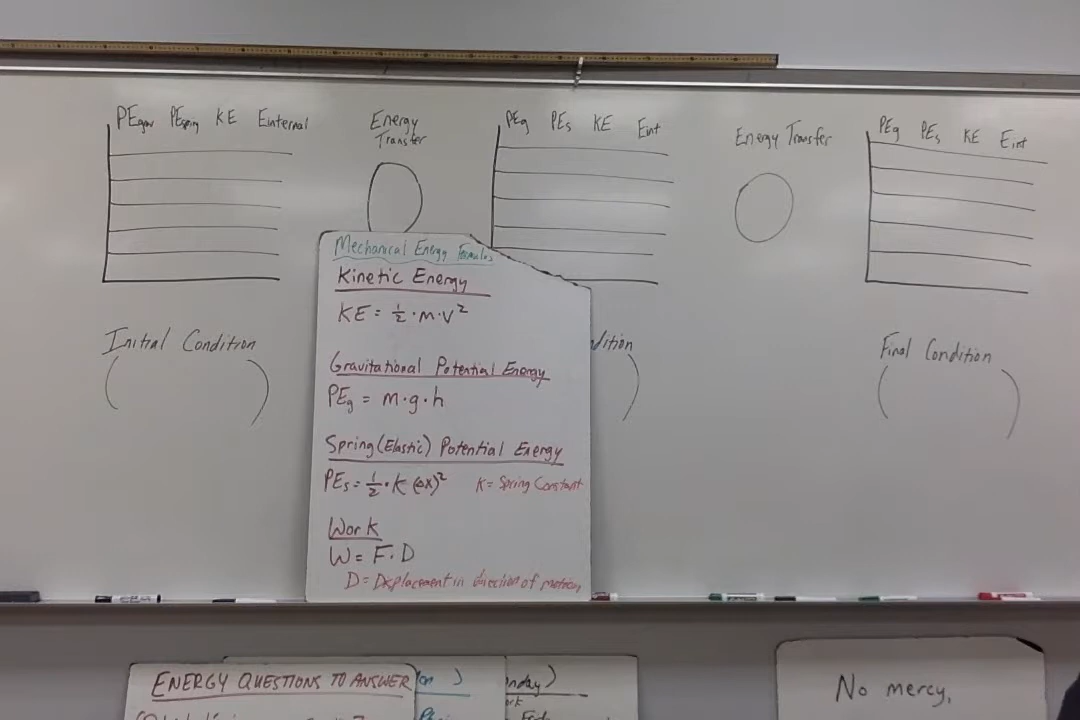 PEgrav PEspring KE Einternal
Energy
Transfer
PEg PEs KE Eint
Energy Transfer
PEg PEs KE Eint
Initial Condition
Final Condition
Mechanical Energy Formulas
Kinetic Energy
KE = ½ · m · v²
Gravitational Potential Energy
PEg = m · g · h
Spring (Elastic) Potential Energy
PEs = ½ · K (Δx)² K = Spring Constant
Work
W = F · D
D = Displacement in direction of motion
ENERGY QUESTIONS TO ANSWER
No mercy,